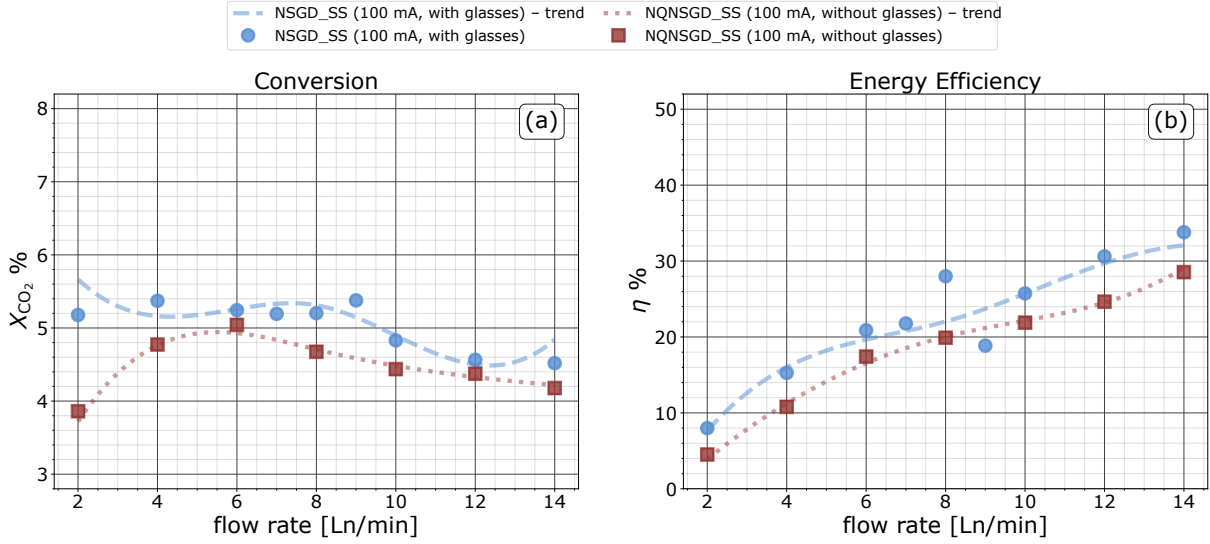 NSGD_SS (100 mA, with glasses) – trend
NSGD_SS (100 mA, with glasses)
NQNSGD_SS (100 mA, without glasses) – trend
NQNSGD_SS (100 mA, without glasses)
Conversion
(a)
8
7
6
5
4
3
X_CO₂ %
2 4 6 8 10 12 14
flow rate [Ln/min]
Energy Efficiency
(b)
50
40
30
20
10
0
η %
2 4 6 8 10 12 14
flow rate [Ln/min]